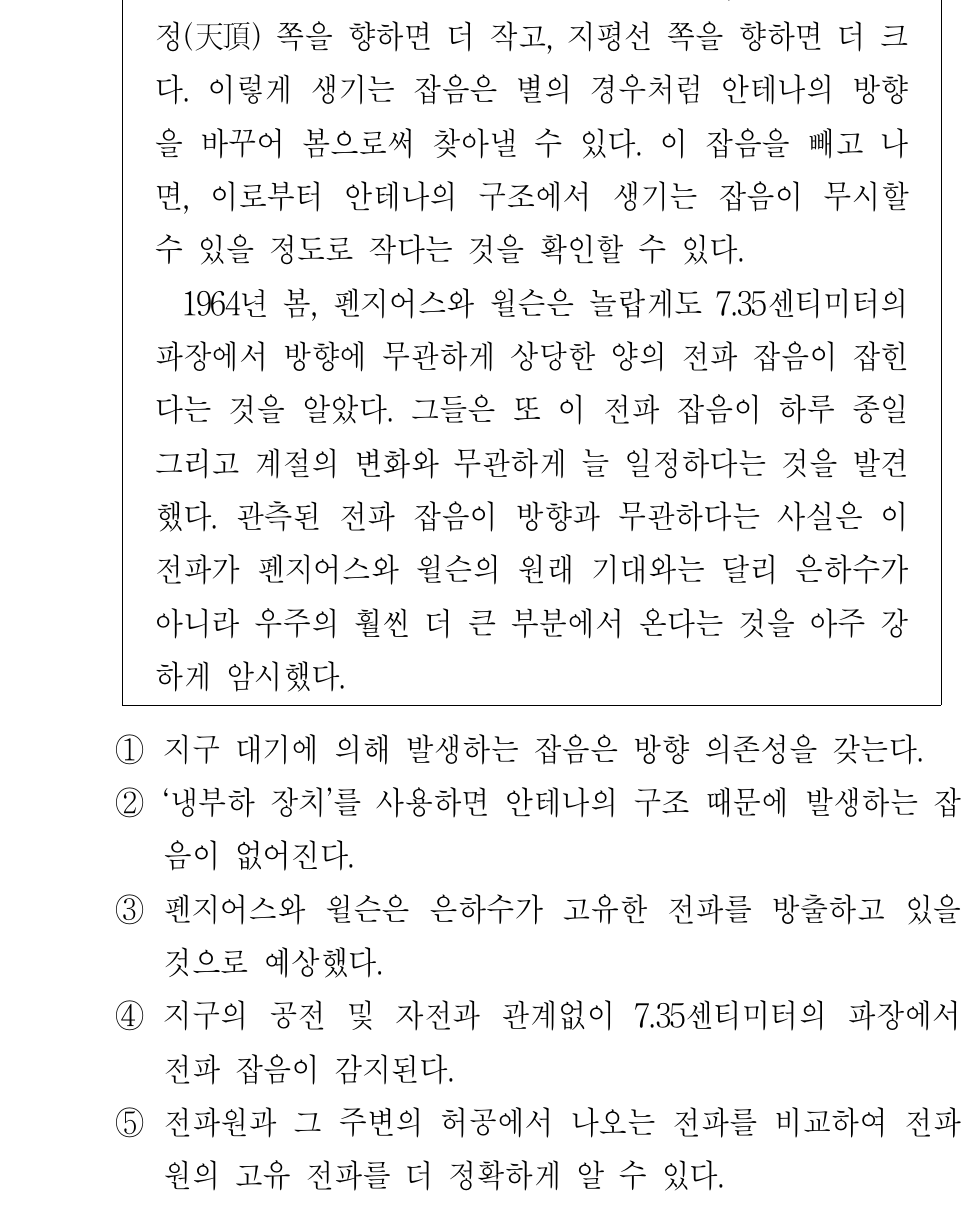 정(天頂) 쪽을 향하면 더 작고, 지평선 쪽을 향하면 더 크
다. 이렇게 생기는 잡음은 별의 경우처럼 안테나의 방향
을 바꾸어 봄으로써 찾아낼 수 있다. 이 잡음을 빼고 나
면, 이로부터 안테나의 구조에서 생기는 잡음이 무시할
수 있을 정도로 작다는 것을 확인할 수 있다.
1964년 봄, 펜지어스와 윌슨은 놀랍게도 7.35센티미터의
파장에서 방향에 무관하게 상당한 양의 전파 잡음이 잡힌
다는 것을 알았다. 그들은 또 이 전파 잡음이 하루 종일
그리고 계절의 변화와 무관하게 늘 일정하다는 것을 발견
했다. 관측된 전파 잡음이 방향과 무관하다는 사실은 이
전파가 펜지어스와 윌슨의 원래 기대와는 달리 은하수가
아니라 우주의 훨씬 더 큰 부분에서 온다는 것을 아주 강
하게 암시했다.
① 지구 대기에 의해 발생하는 잡음은 방향 의존성을 갖는다.
② ‘냉부하 장치’를 사용하면 안테나의 구조 때문에 발생하는 잡
음이 없어진다.
③ 펜지어스와 윌슨은 은하수가 고유한 전파를 방출하고 있을
것으로 예상했다.
④ 지구의 공전 및 자전과 관계없이 7.35센티미터의 파장에서
전파 잡음이 감지된다.
⑤ 전파원과 그 주변의 허공에서 나오는 전파를 비교하여 전파
원의 고유 전파를 더 정확하게 알 수 있다.